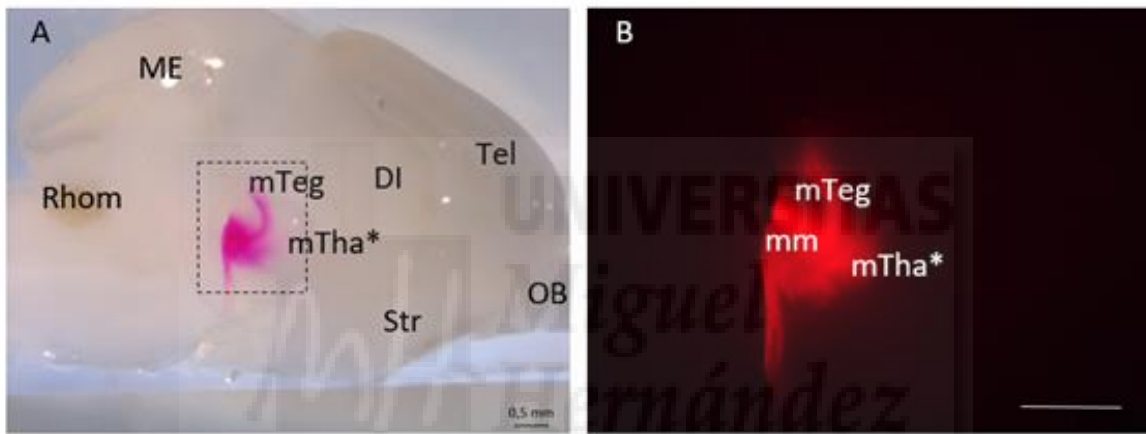 A
ME
Tel
mTeg
DI
Rhom
mTha*
OB
Str
0,5 mm
B
mTeg
mm
mTha*
UNIVERSITAS
Miguel
Hernández